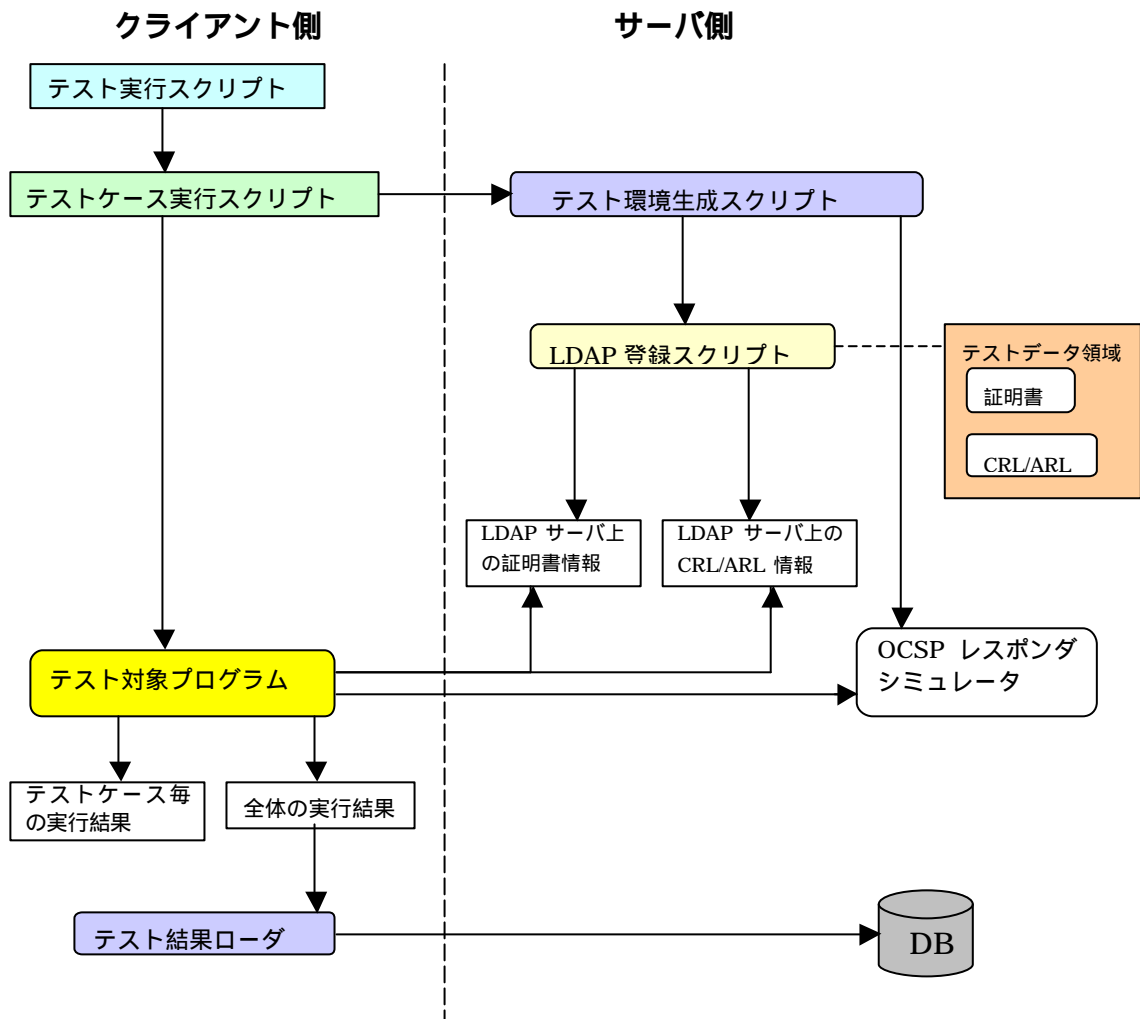 クライアント側
サーバ側
テスト実行スクリプト
テストケース実行スクリプト
テスト環境生成スクリプト
LDAP 登録スクリプト
テストデータ領域
証明書
CRL/ARL
LDAP サーバ上
の証明書情報
LDAP サーバ上の
CRL/ARL 情報
テスト対象プログラム
OCSP レスポンダ
シミュレータ
テストケース毎
の実行結果
全体の実行結果
テスト結果ローダ
DB